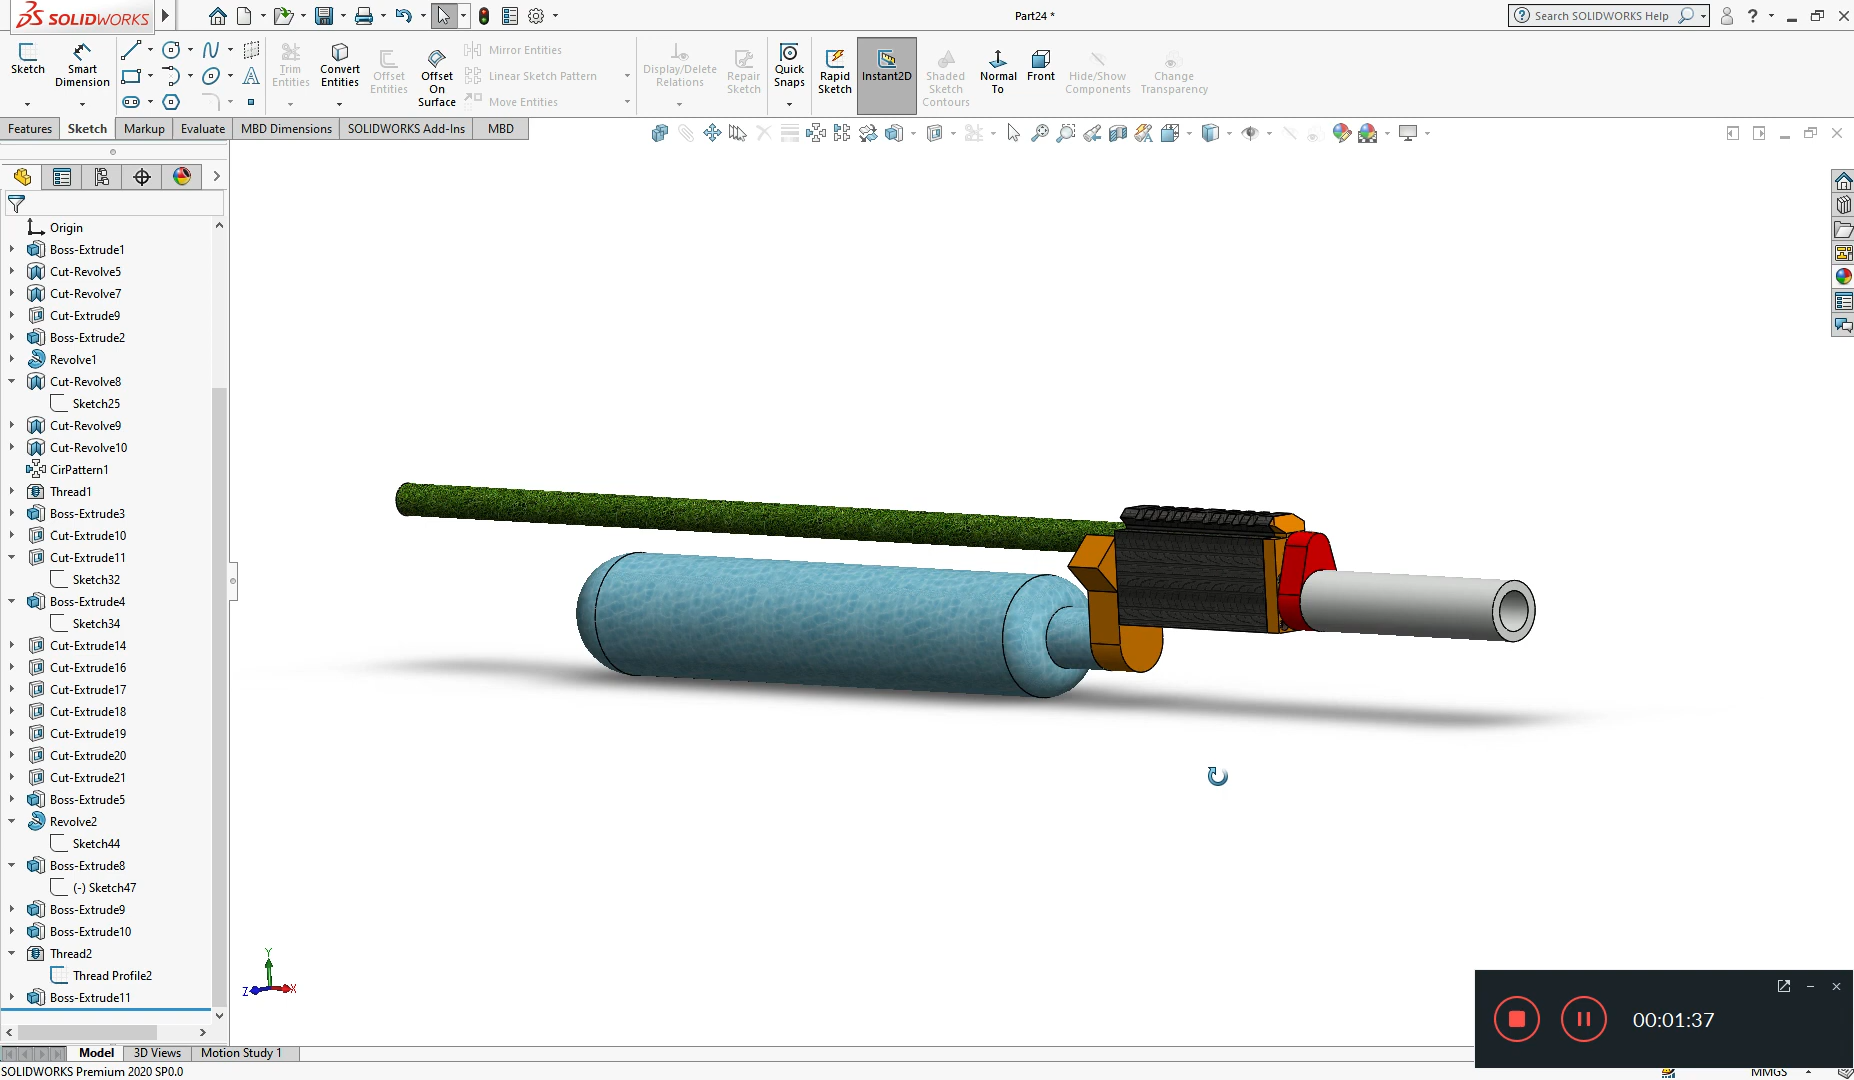 SOLIDWORKS
Part24 *
Search SOLIDWORKS Help
Sketch
Smart Dimension
Trim Entities
Convert Entities
Offset Entities
Offset On Surface
Mirror Entities
Linear Sketch Pattern
Move Entities
Display/Delete Relations
Repair Sketch
Quick Snaps
Rapid Sketch
Instant2D
Shaded Sketch Contours
Normal To
Front
Hide/Show Components
Change Transparency
Features
Sketch
Markup
Evaluate
MBD Dimensions
SOLIDWORKS Add-Ins
MBD
Origin
Boss-Extrude1
Cut-Revolve5
Cut-Revolve7
Cut-Extrude9
Boss-Extrude2
Revolve1
Cut-Revolve8
Sketch25
Cut-Revolve9
Cut-Revolve10
CirPattern1
Thread1
Boss-Extrude3
Cut-Extrude10
Cut-Extrude11
Sketch32
Boss-Extrude4
Sketch34
Cut-Extrude14
Cut-Extrude16
Cut-Extrude17
Cut-Extrude18
Cut-Extrude19
Cut-Extrude20
Cut-Extrude21
Boss-Extrude5
Revolve2
Sketch44
Boss-Extrude8
(-) Sketch47
Boss-Extrude9
Boss-Extrude10
Thread2
Thread Profile2
Boss-Extrude11
Y
Z
X
00:01:37
Model
3D Views
Motion Study 1
SOLIDWORKS Premium 2020 SP0.0
MMGS